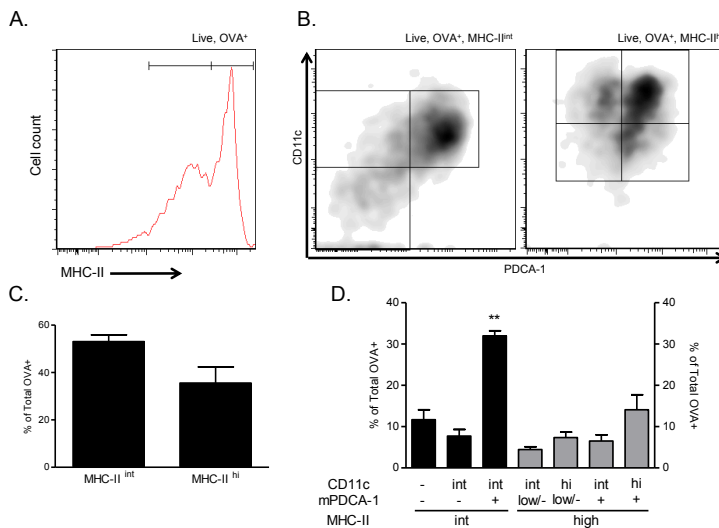 A.
Live, OVA+
Cell count
MHC-II
B.
Live, OVA+, MHC-IIint
Live, OVA+, MHC-IIh
CD11c
PDCA-1
C.
% of Total OVA+
60
40
20
0
MHC-II int
MHC-II hi
D.
% of Total OVA+
40
30
20
10
0
**
40
30
20
10
0
% of Total OVA+
CD11c - int int int hi int hi
mPDCA-1 - - + low/- low/- + +
MHC-II int high